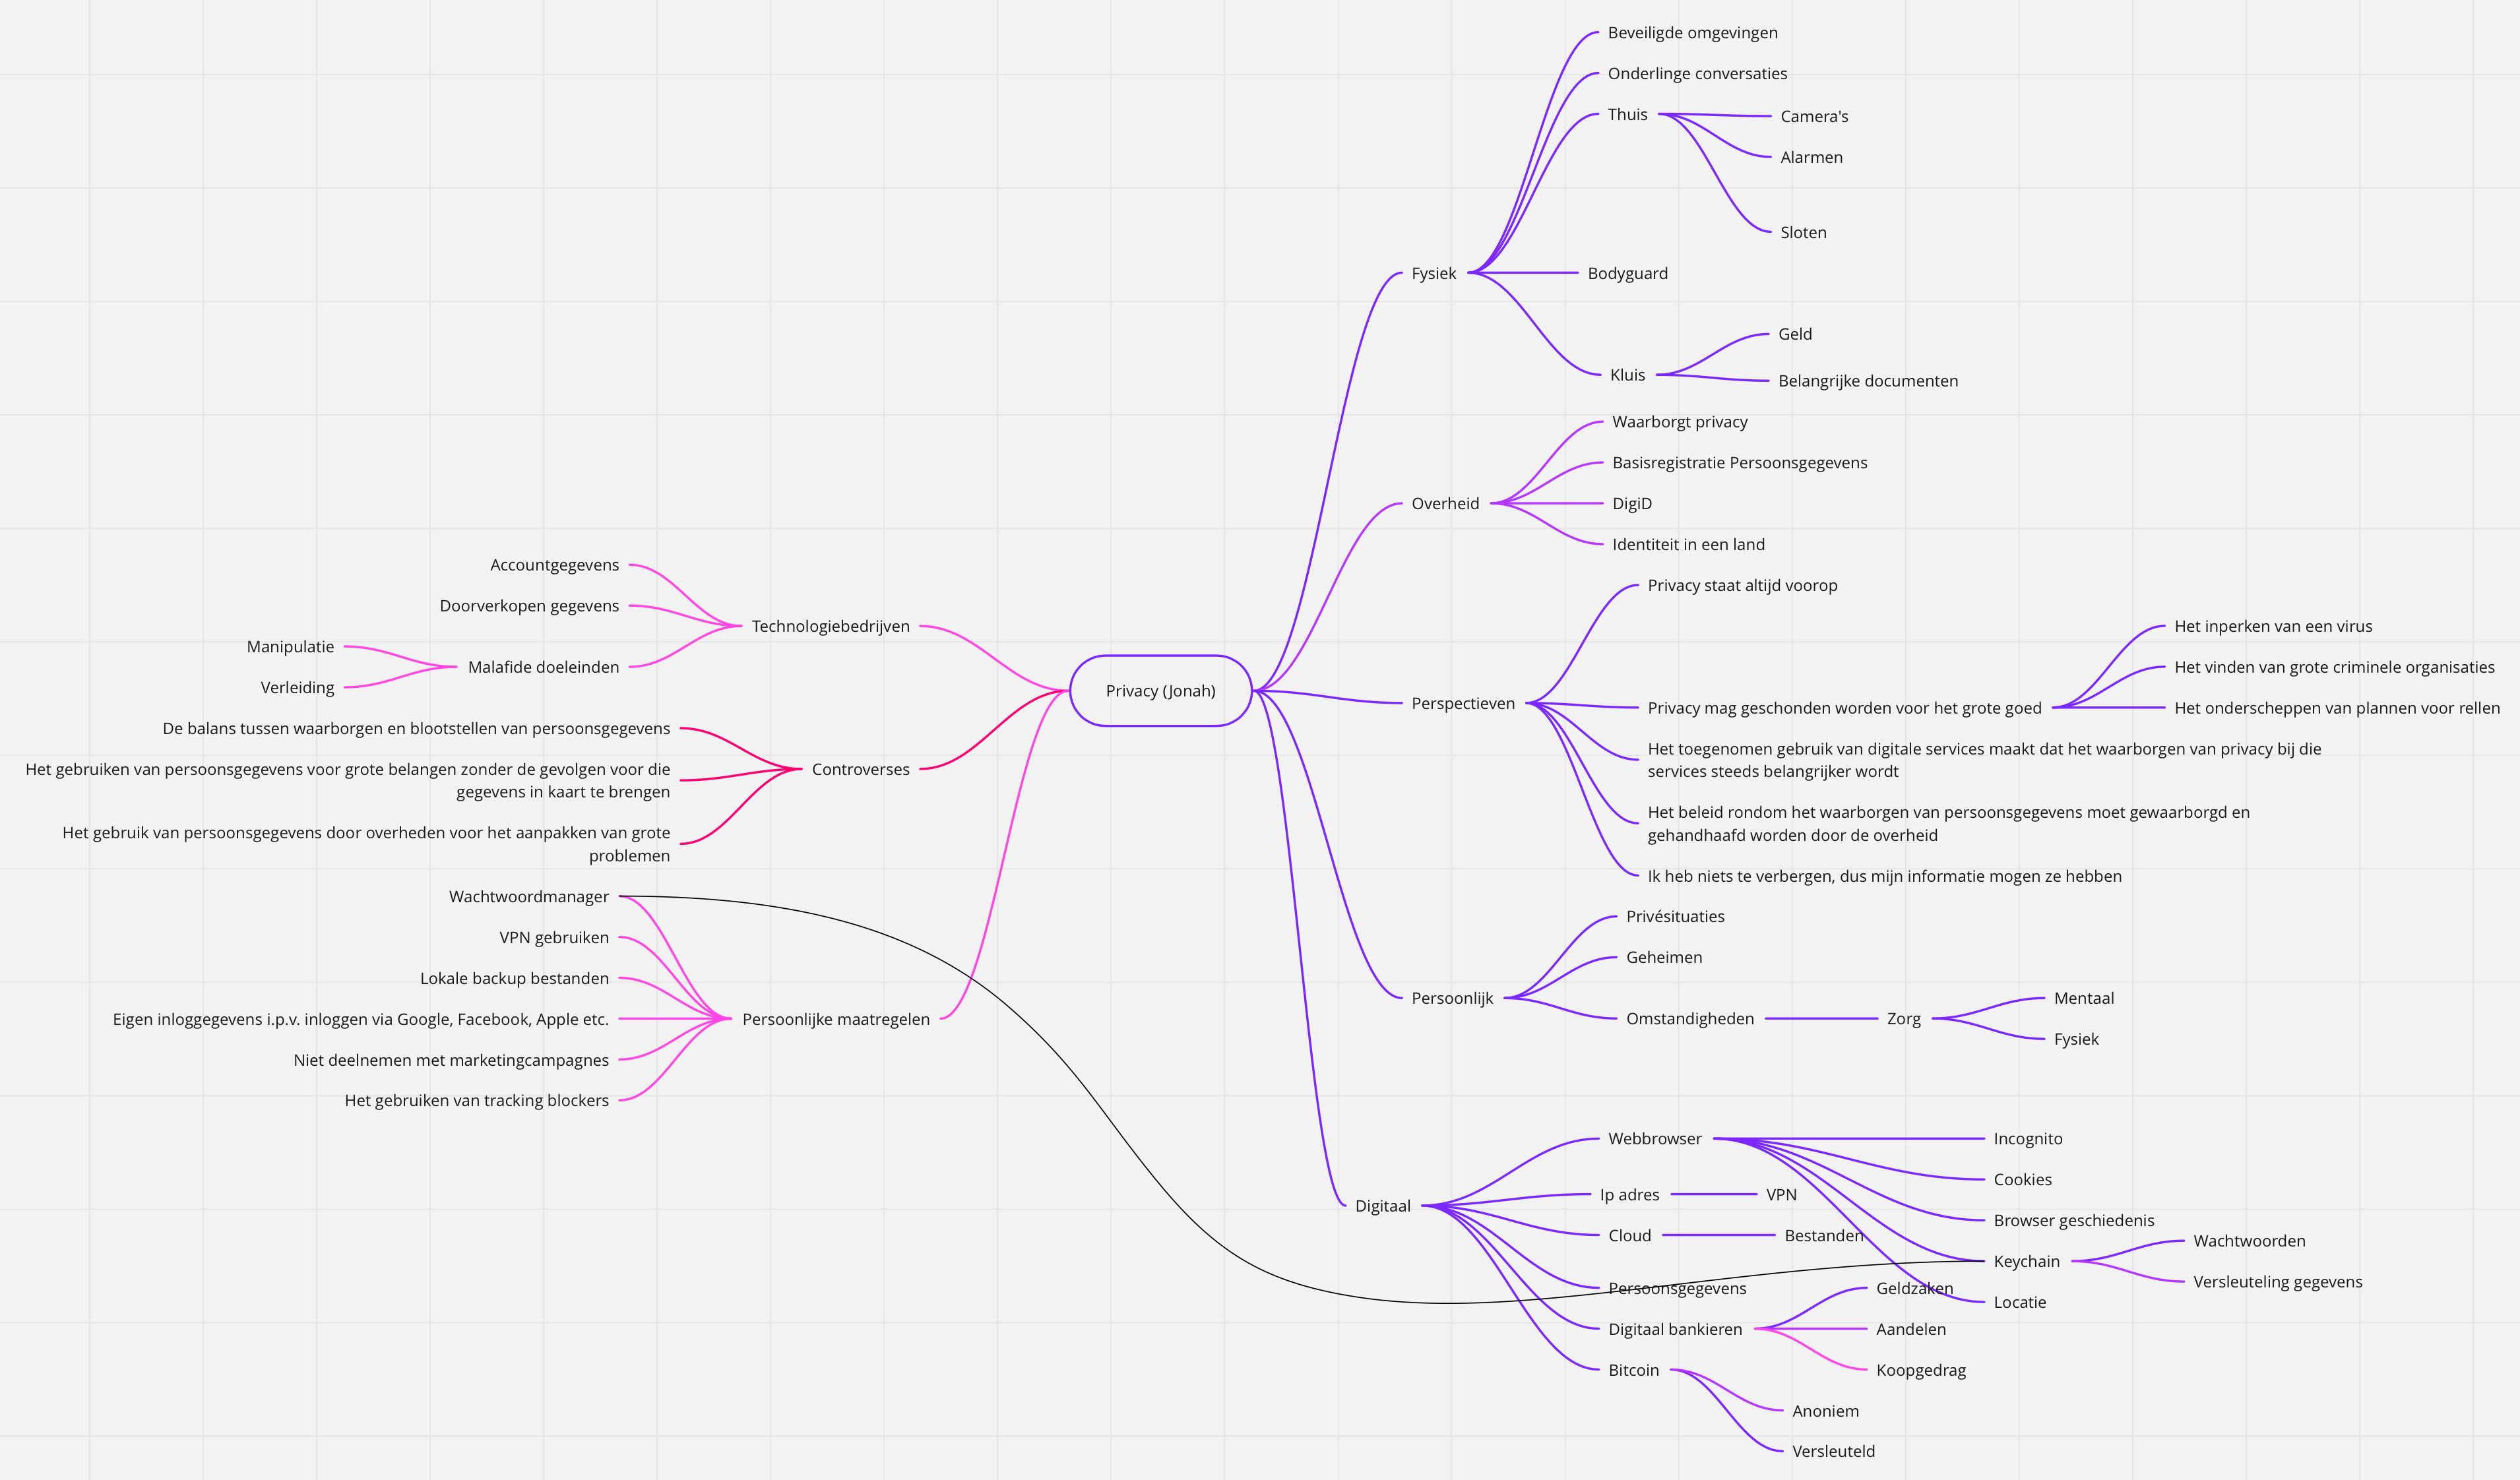 Privacy (Jonah)
Fysiek
Beveiligde omgevingen
Onderlinge conversaties
Thuis
Camera's
Alarmen
Sloten
Bodyguard
Kluis
Geld
Belangrijke documenten
Overheid
Waarborgt privacy
Basisregistratie Persoonsgegevens
DigiD
Identiteit in een land
Perspectieven
Privacy staat altijd voorop
Privacy mag geschonden worden voor het grote goed
Het inperken van een virus
Het vinden van grote criminele organisaties
Het onderscheppen van plannen voor rellen
Het toegenomen gebruik van digitale services maakt dat het waarborgen van privacy bij die
services steeds belangrijker wordt
Het beleid rondom het waarborgen van persoonsgegevens moet gewaarborgd en
gehandhaafd worden door de overheid
Ik heb niets te verbergen, dus mijn informatie mogen ze hebben
Persoonlijk
Privésituaties
Geheimen
Omstandigheden
Zorg
Mentaal
Fysiek
Digitaal
Webbrowser
Incognito
Cookies
Browser geschiedenis
Keychain
Wachtwoorden
Versleuteling gegevens
Locatie
Ip adres
VPN
Cloud
Bestanden
Persoonsgegevens
Digitaal bankieren
Geldzaken
Aandelen
Koopgedrag
Bitcoin
Anoniem
Versleuteld
Technologiebedrijven
Accountgegevens
Doorverkopen gegevens
Malafide doeleinden
Manipulatie
Verleiding
Controverses
De balans tussen waarborgen en blootstellen van persoonsgegevens
Het gebruiken van persoonsgegevens voor grote belangen zonder de gevolgen voor die
gegevens in kaart te brengen
Het gebruik van persoonsgegevens door overheden voor het aanpakken van grote
problemen
Persoonlijke maatregelen
Wachtwoordmanager
VPN gebruiken
Lokale backup bestanden
Eigen inloggegevens i.p.v. inloggen via Google, Facebook, Apple etc.
Niet deelnemen met marketingcampagnes
Het gebruiken van tracking blockers